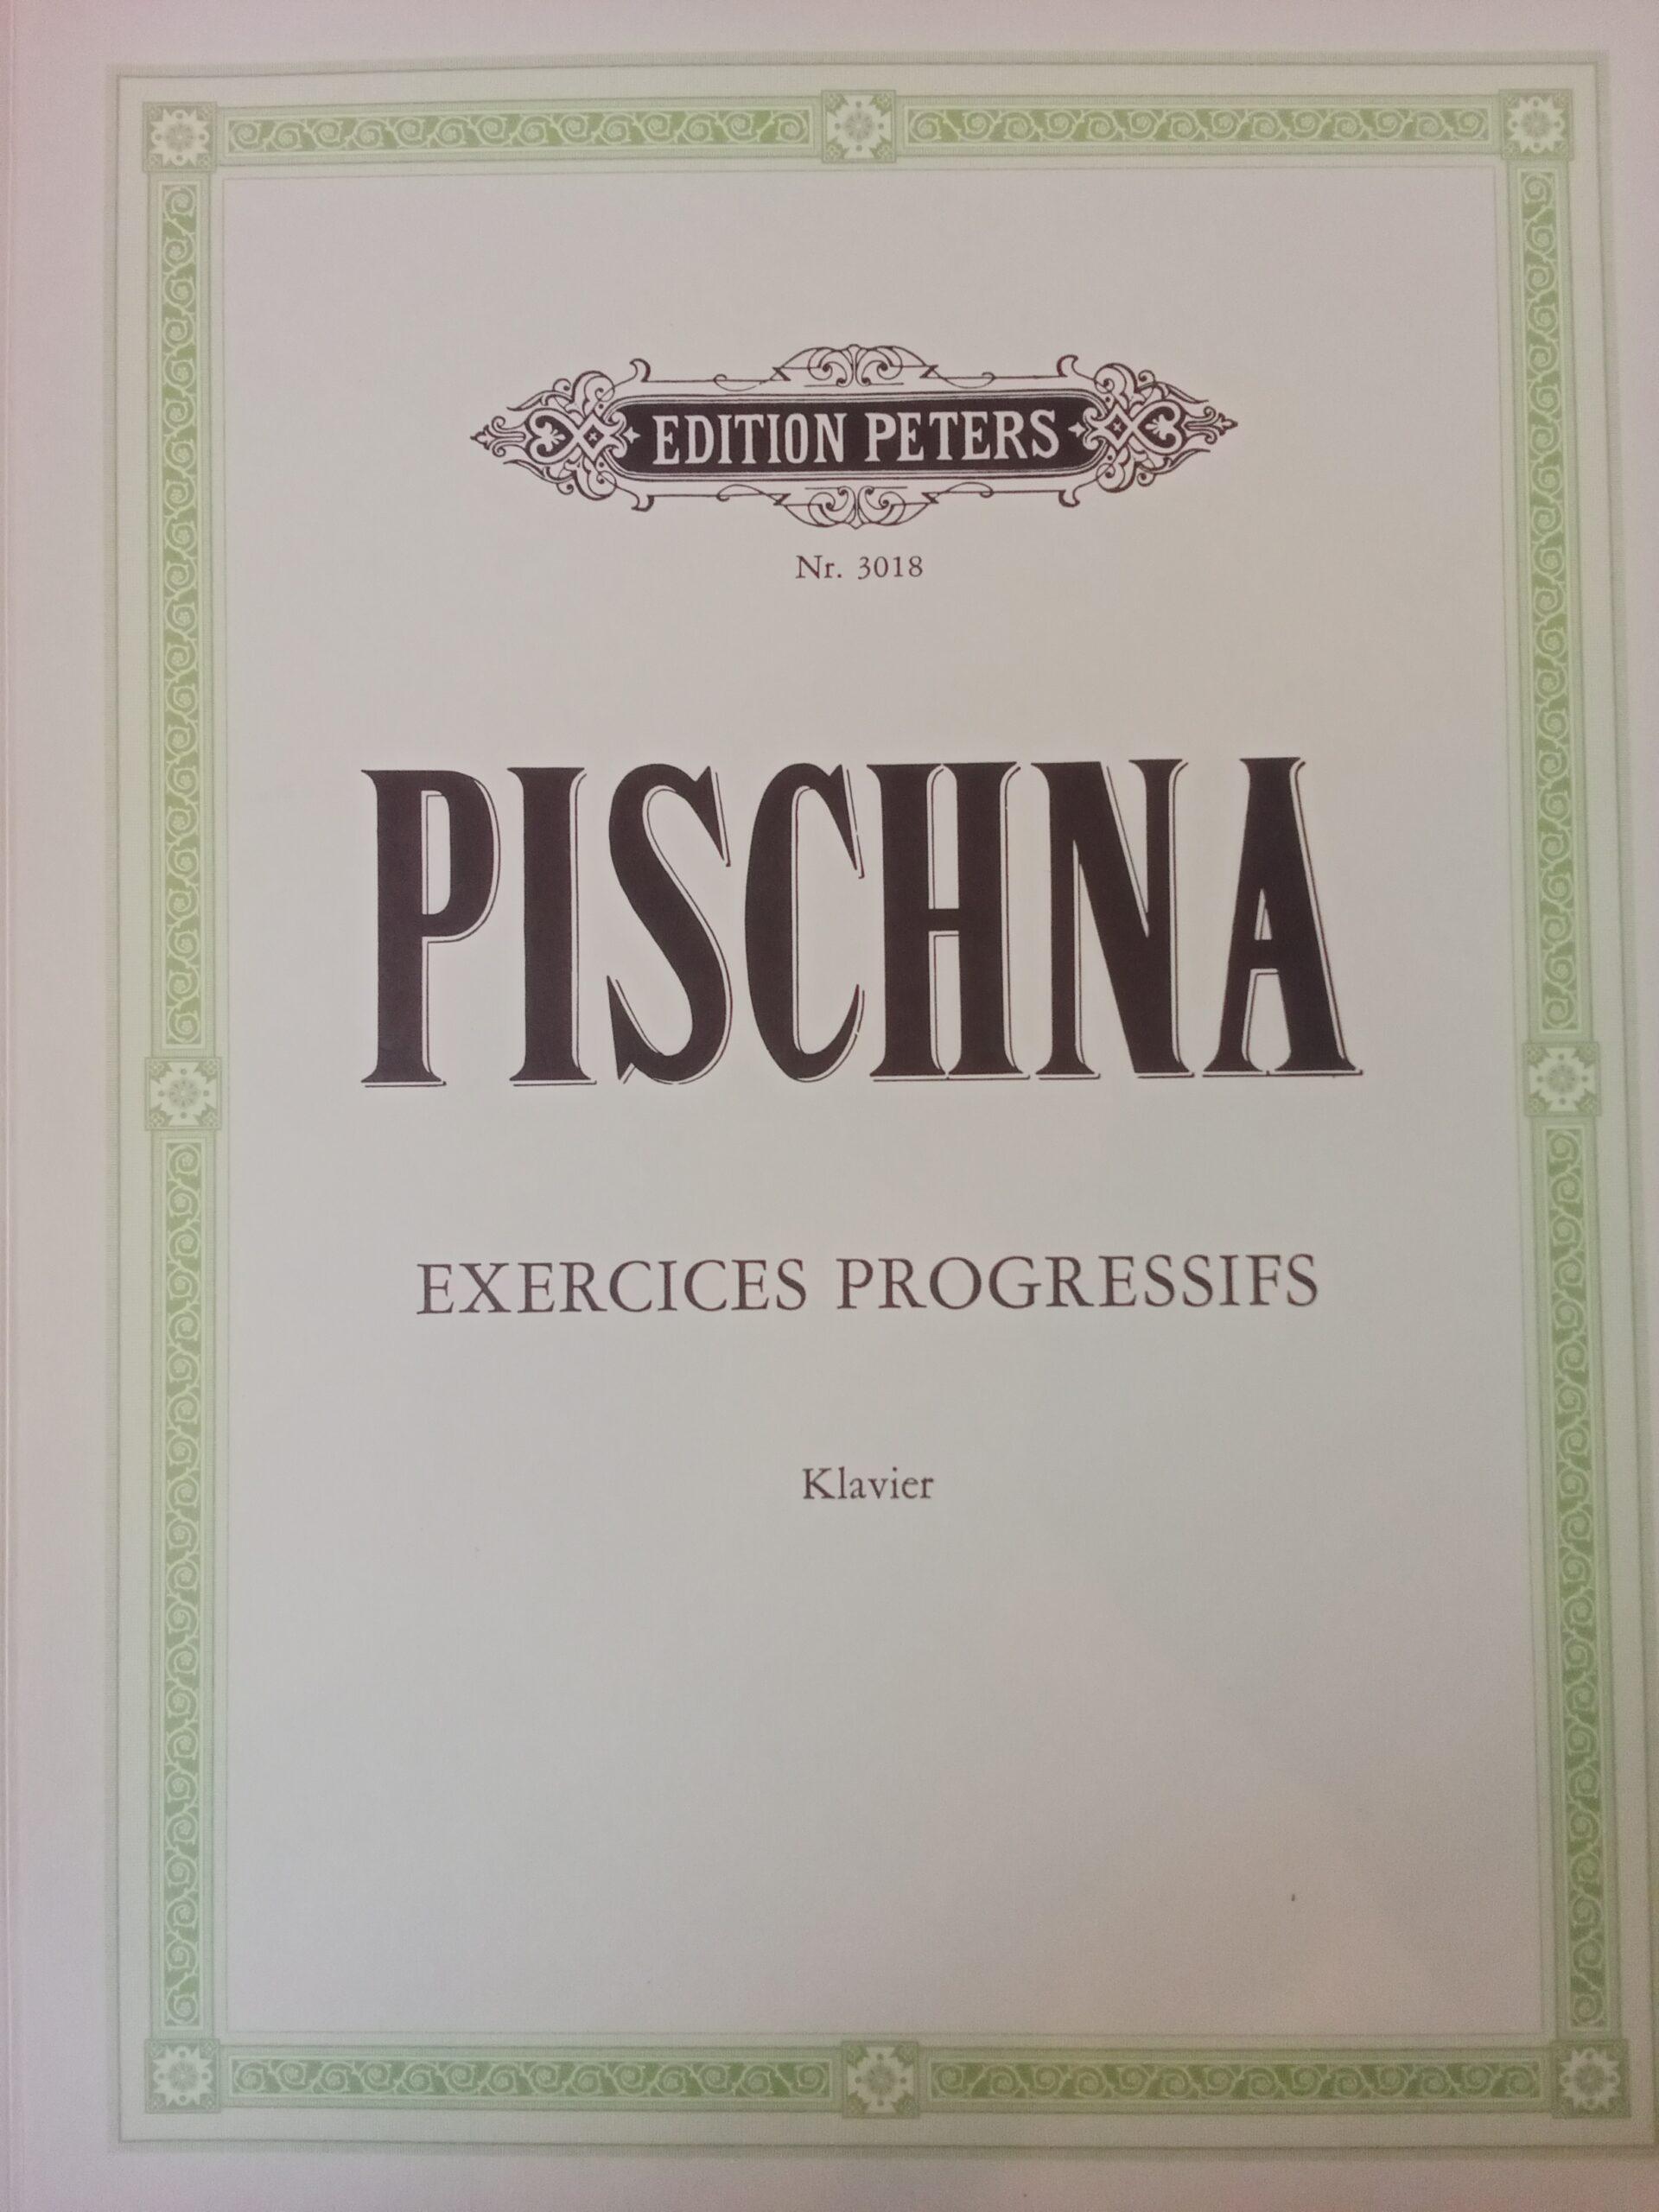 EDITION PETERS
Nr. 3018
PISCHNA
EXERCICES PROGRESSIFS
Klavier